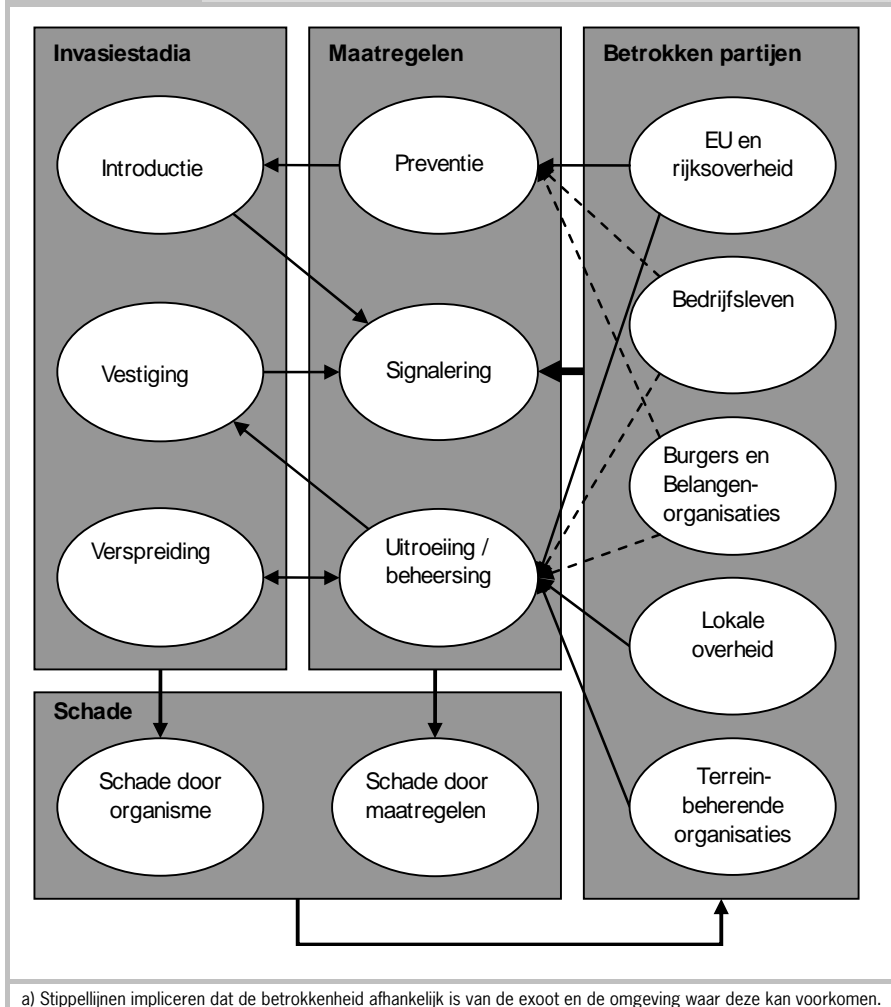 Invasiestadia
Introductie
Vestiging
Verspreiding
Maatregelen
Preventie
Signalering
Uitroeiing /
beheersing
Betrokken partijen
EU en
rijksoverheid
Bedrijfsleven
Burgers en
Belangen-
organisaties
Lokale
overheid
Terrein-
beherende
organisaties
Schade
Schade door
organisme
Schade door
maatregelen
a) Stippellijnen impliceren dat de betrokkenheid afhankelijk is van de exoot en de omgeving waar deze kan voorkomen.